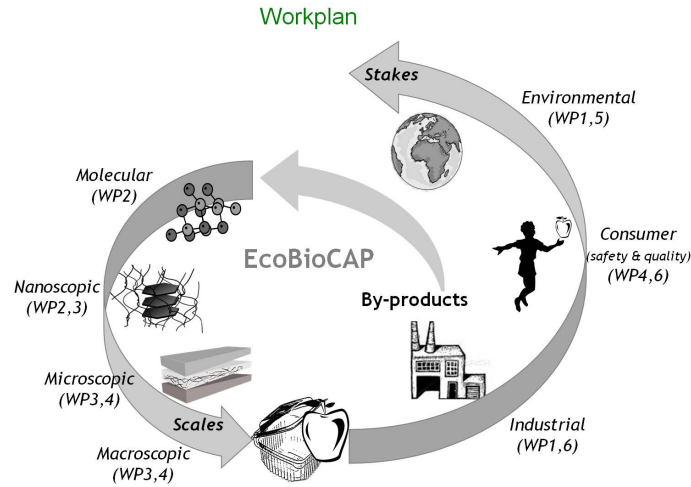 Workplan
Stakes
Environmental
(WP1,5)
Molecular
(WP2)
Consumer
(safety & quality)
(WP4,6)
EcoBioCAP
Nanoscopic
(WP2,3)
By-products
Microscopic
(WP3,4)
Scales
Industrial
(WP1,6)
Macroscopic
(WP3,4)